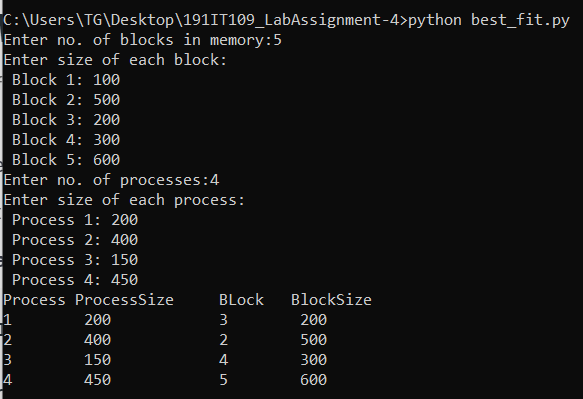 C:\Users\TG\Desktop\191IT109_LabAssignment-4>python best_fit.py
Enter no. of blocks in memory:5
Enter size of each block:
Block 1: 100
Block 2: 500
Block 3: 200
Block 4: 300
Block 5: 600
Enter no. of processes:4
Enter size of each process:
Process 1: 200
Process 2: 400
Process 3: 150
Process 4: 450
Process ProcessSize BLock BlockSize
1 200 3 200
2 400 2 500
3 150 4 300
4 450 5 600